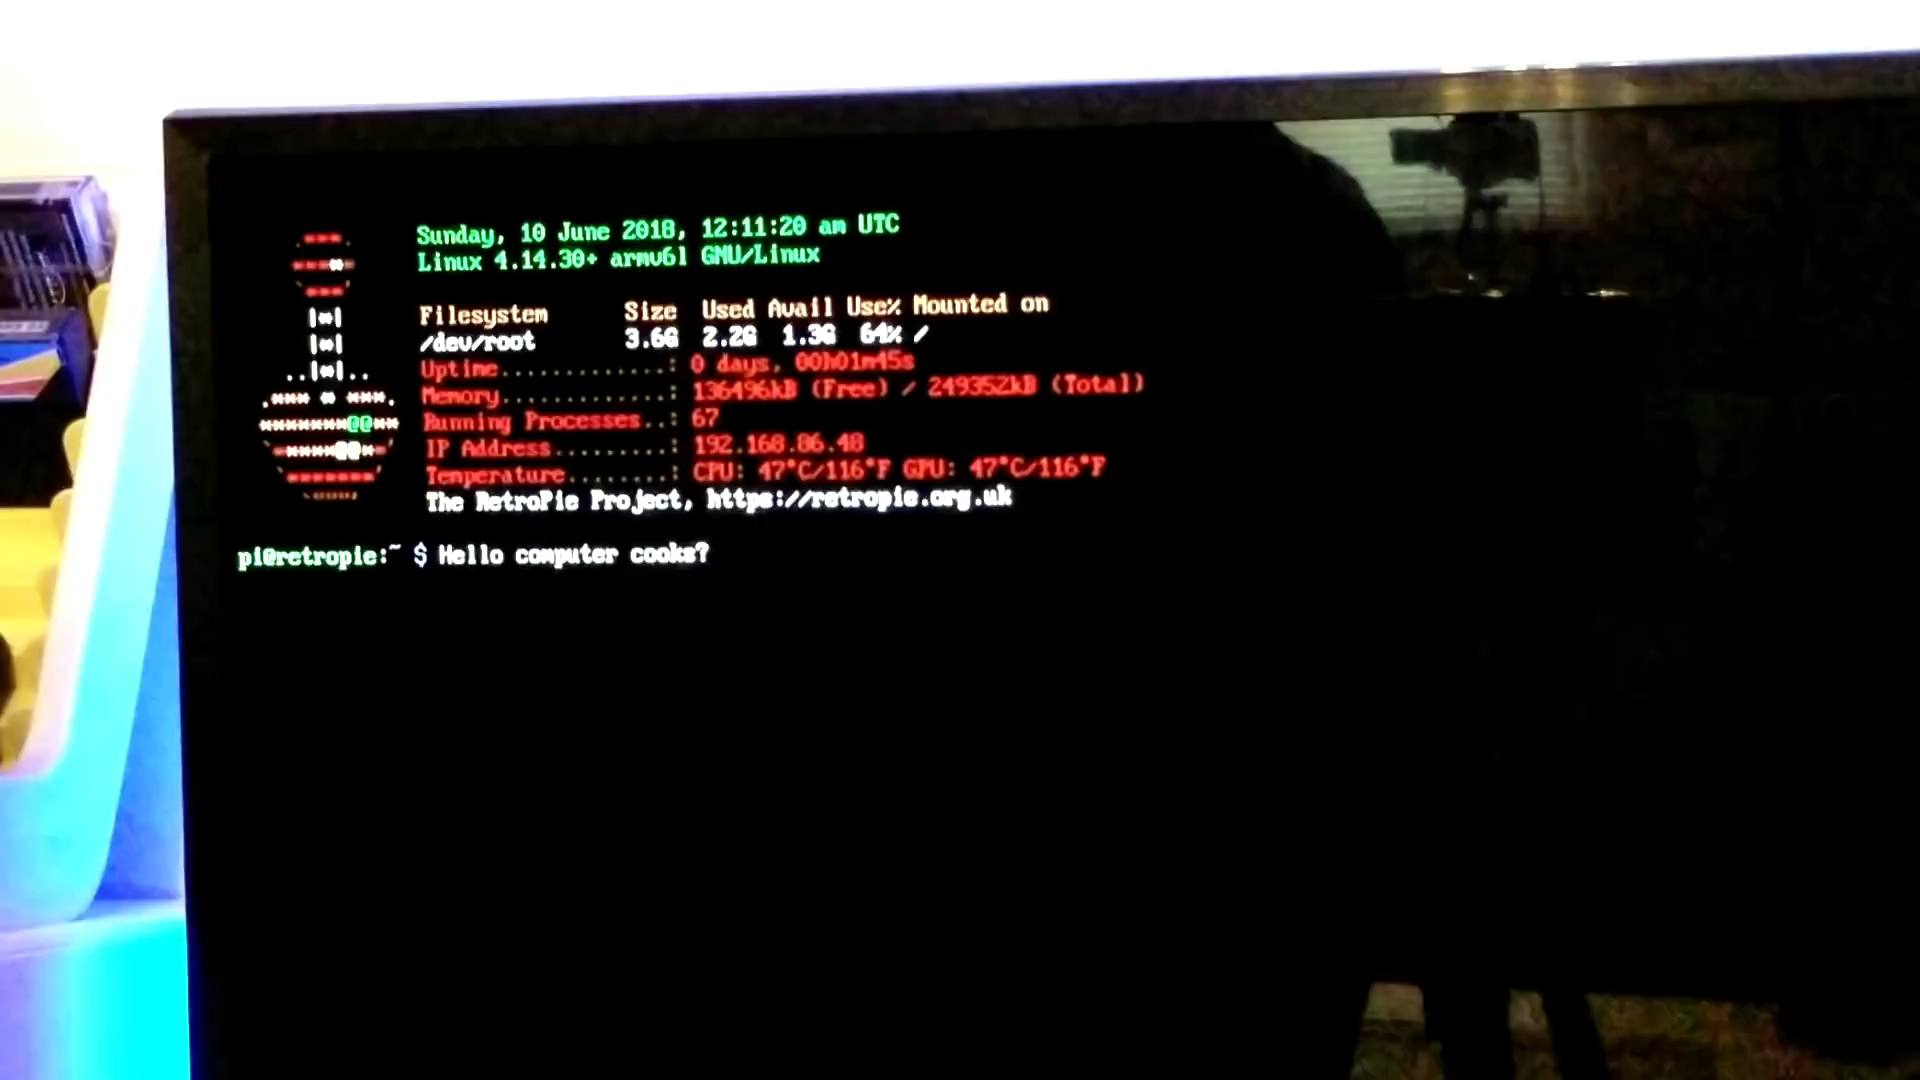 Sunday, 10 June 2018, 12:11:20 am UTC
Linux 4.14.30+ armv6l GNU/Linux
Filesystem Size Used Avail Use% Mounted on
/dev/root 3.6G 2.2G 1.3G 64% /
Uptime.............: 0 days, 00h01m45s
Memory.............: 136496kB (Free) / 249352kB (Total)
Running Processes..: 67
IP Address.........: 192.168.86.48
Temperature........: CPU: 47°C/116°F GPU: 47°C/116°F
The RetroPie Project, https://retropie.org.uk
pi@retropie:~ $ Hello computer cooks?